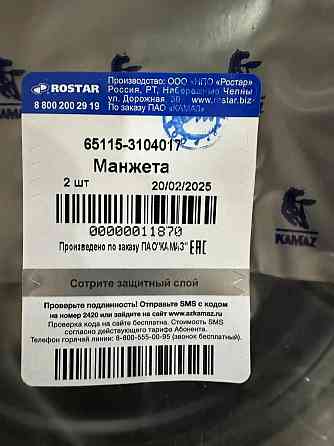 ROSTAR
8 800 200 29 19
Производство: ООО «НПО «Ростар»
Россия, РТ, Набережные Челны
ул. Дорожная, www.rostar.biz
По заказу ПАО "КАМАЗ"
65115-3104017
Манжета
2 шт 20/02/2025
00000011870
Произведено по заказу ПАО"КАМАЗ" ЕАС
Сотрите защитный слой
Проверьте подлинность! Отправьте SMS с кодом
на номер 2420 или зайдите на сайт www.azkamaz.ru
Проверка кода на сайте бесплатна. Стоимость SMS
согласно действующего тарифа Абонента.
Телефон горячей линии: 8-800-555-00-95 (звонок бесплатный).
KAMAZ
KAMAZ
KAMAZ